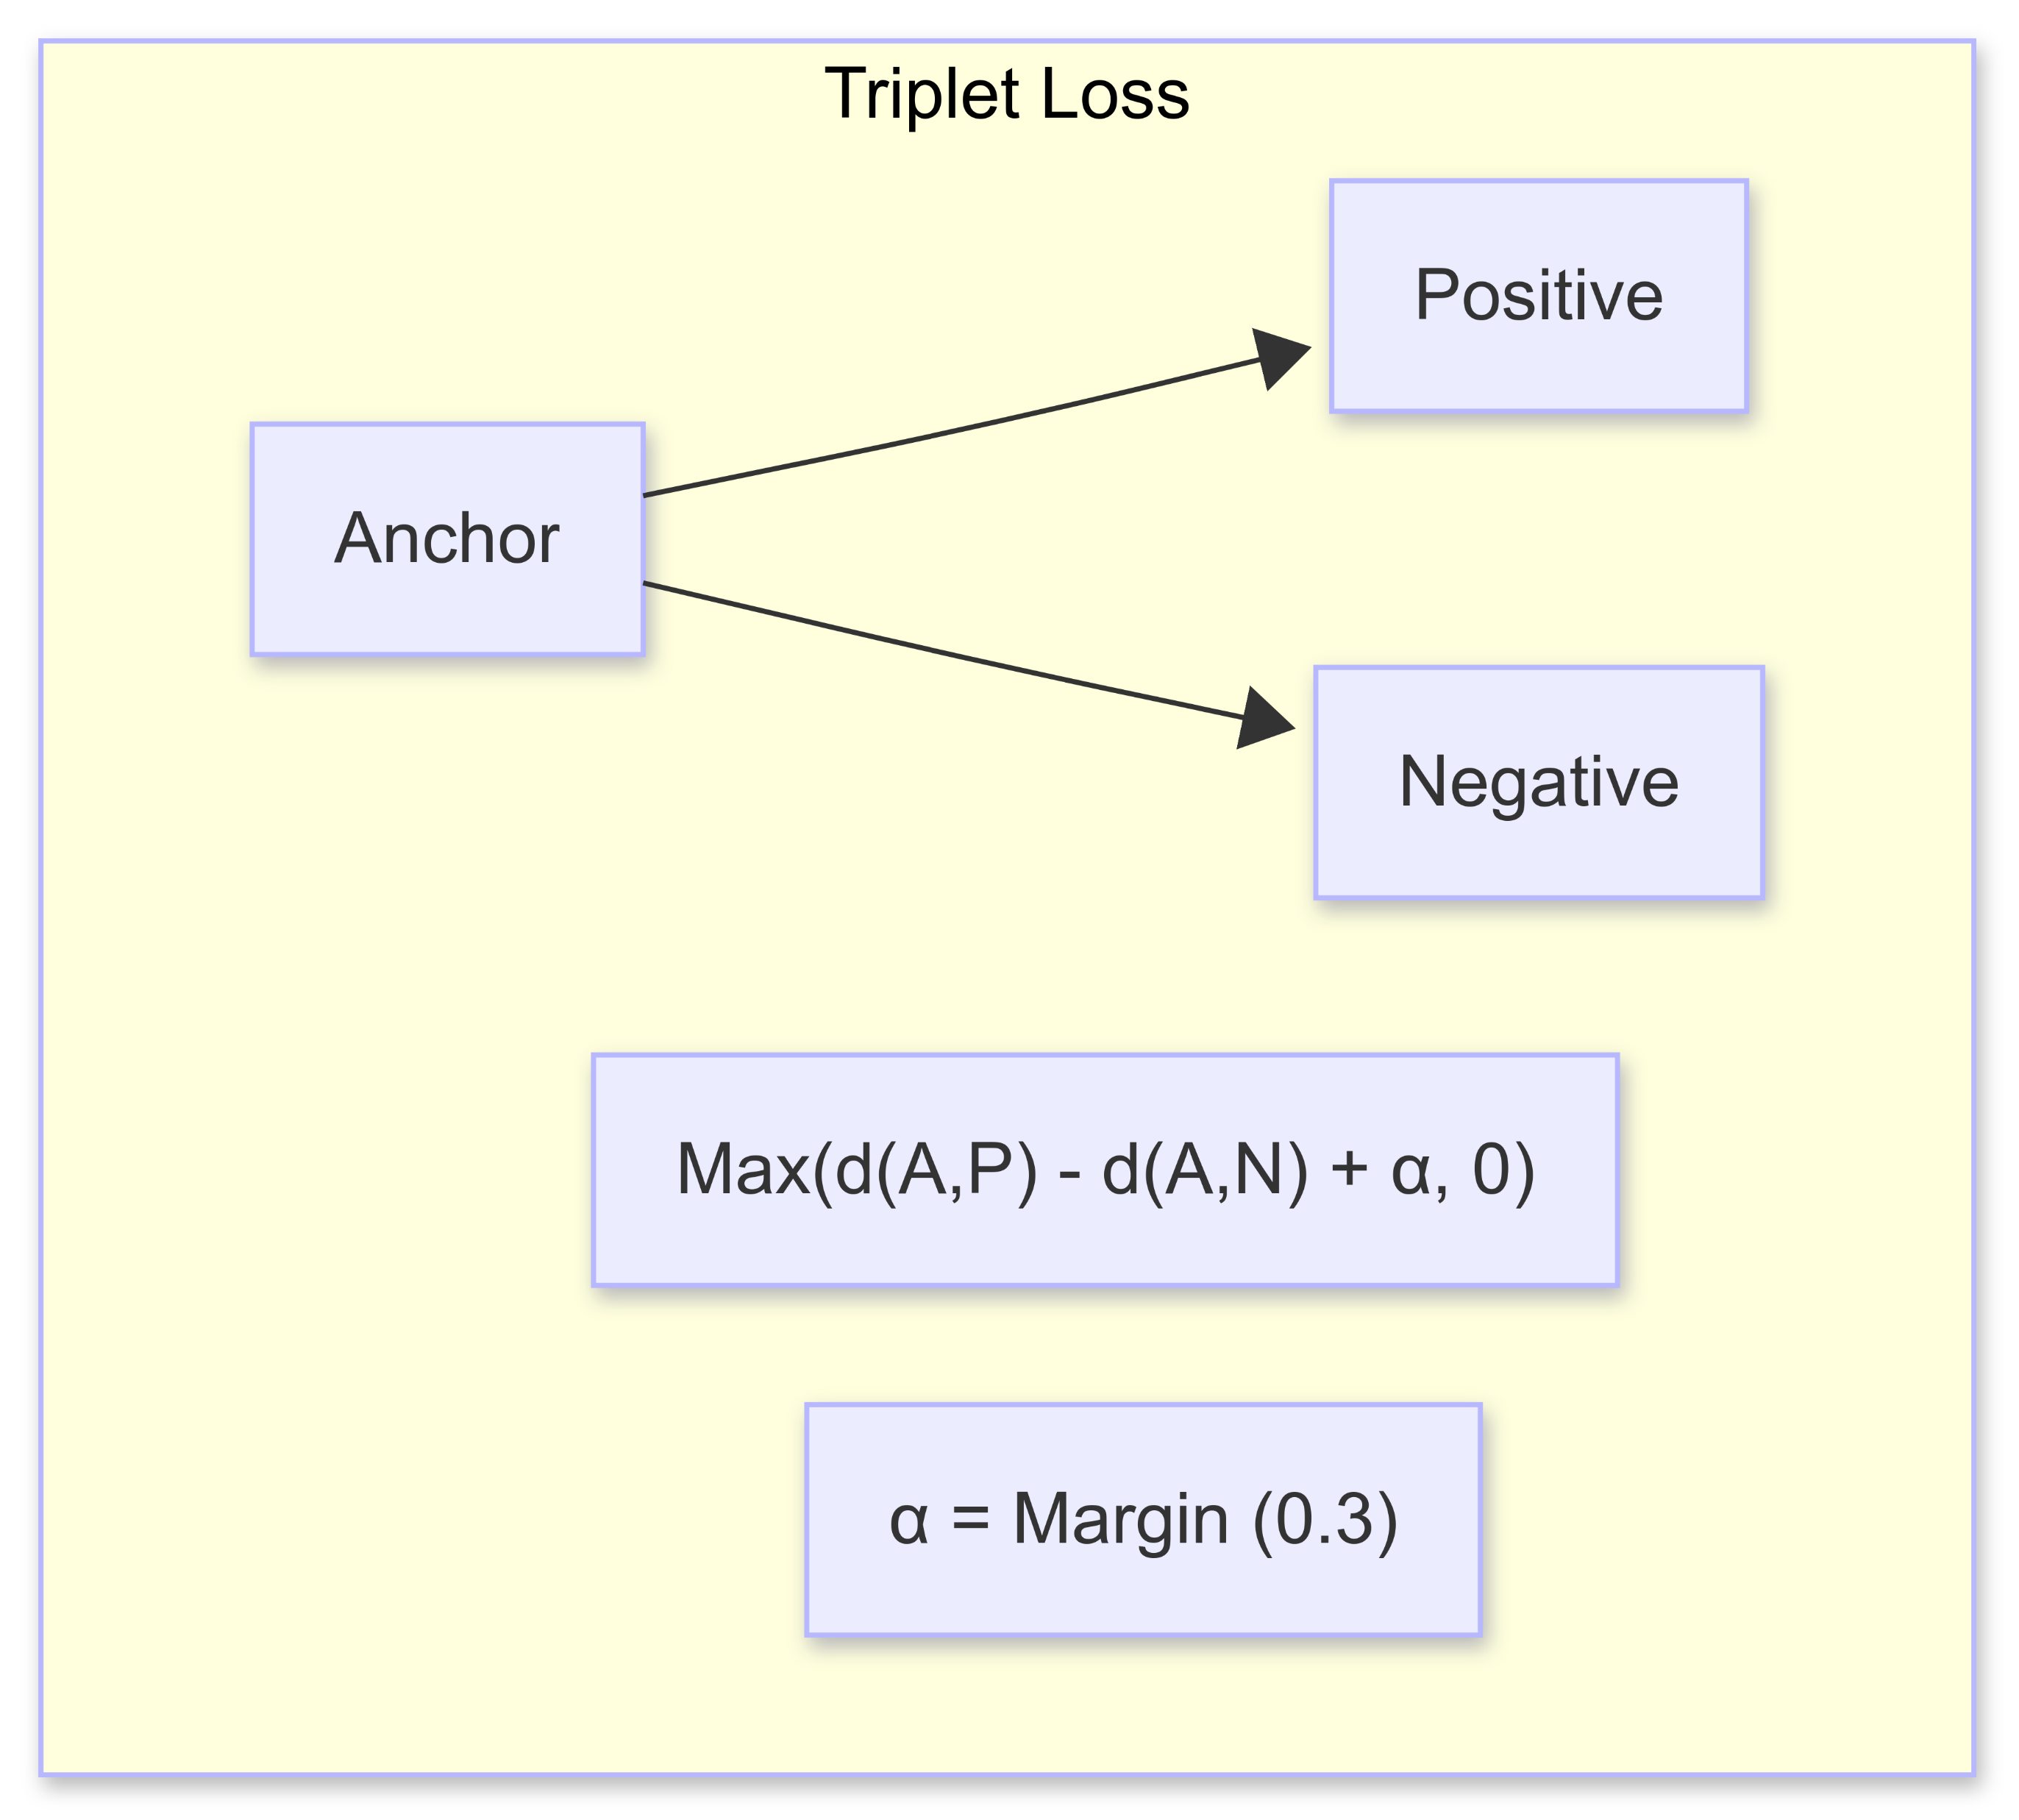 Triplet Loss
Positive
Anchor
Negative
Max(d(A,P) - d(A,N) + α, 0)
α = Margin (0.3)